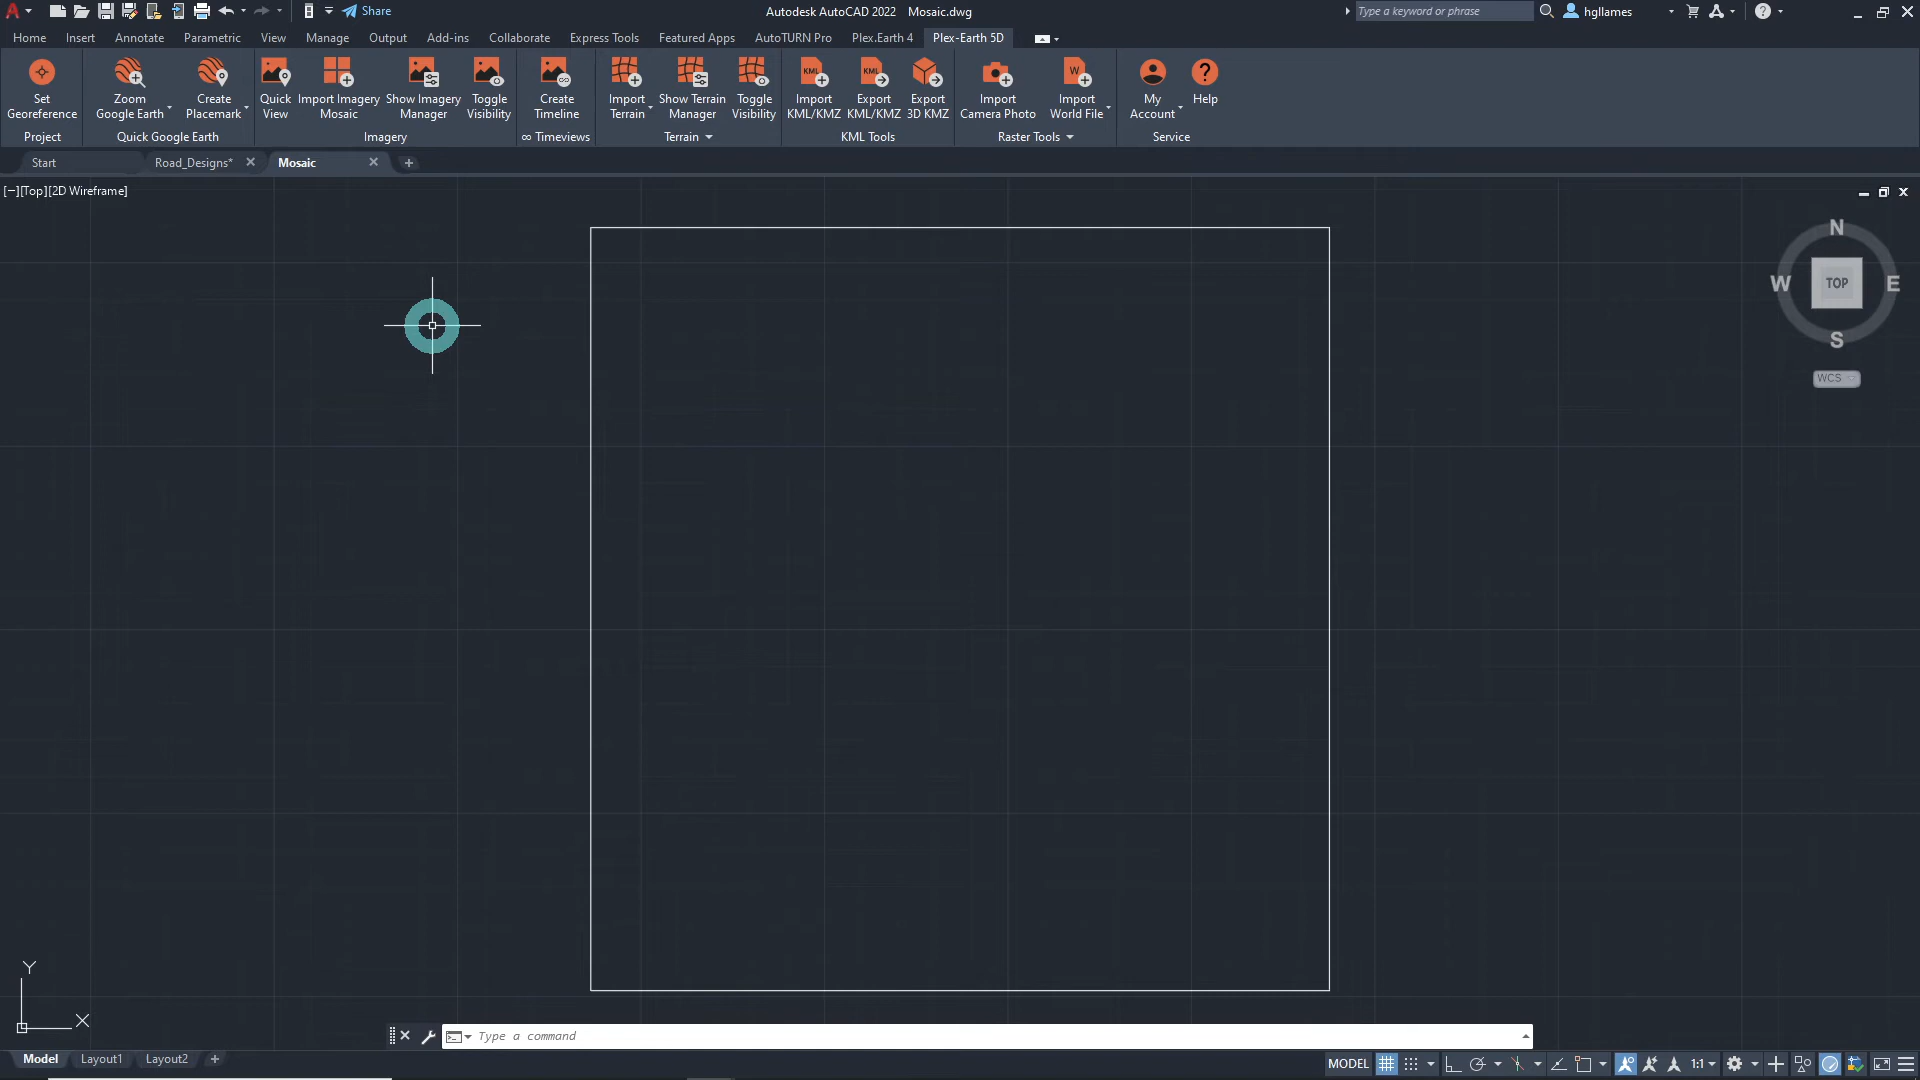 Share
Autodesk AutoCAD 2022 Mosaic.dwg
Type a keyword or phrase
hgllames
Home Insert Annotate Parametric View Manage Output Add-ins Collaborate Express Tools Featured Apps AutoTURN Pro Plex.Earth 4 Plex-Earth 5D
Set Georeference
Zoom Google Earth
Create Placemark
Quick View
Import Imagery Mosaic
Show Imagery Manager
Toggle Visibility
Create Timeline
Import Terrain
Show Terrain Manager
Toggle Visibility
KML
Import KML/KMZ
KML
Export KML/KMZ
Export 3D KMZ
Import Camera Photo
W
Import World File
My Account
?
Help
Project Quick Google Earth Imagery ∞ Timeviews Terrain KML Tools Raster Tools Service
Start Road_Designs* Mosaic
[−][Top][2D Wireframe]
N
W TOP E
S
WCS
Y
X
Type a command
Model Layout1 Layout2
MODEL 1:1